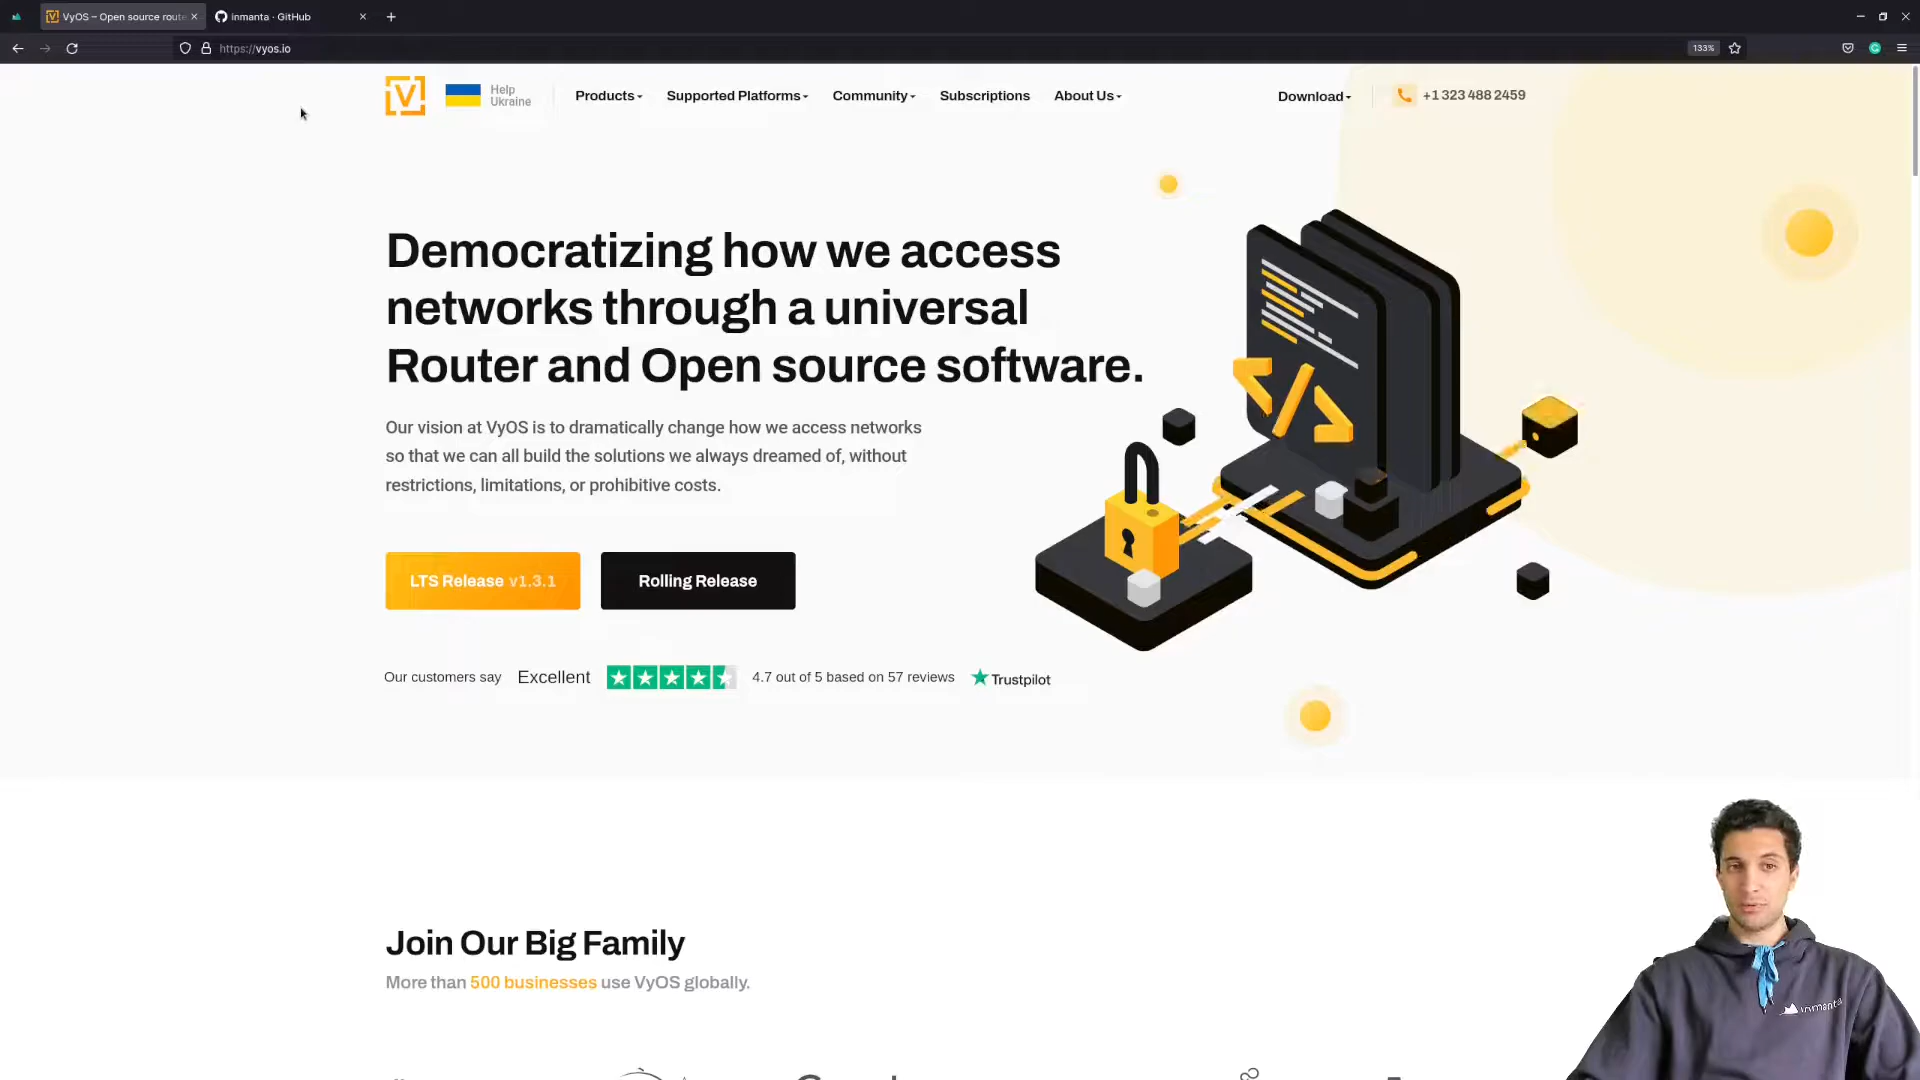 VyOS – Open source route
inmanta · GitHub
https://vyos.io
133%
Help
Ukraine
Products
Supported Platforms
Community
Subscriptions
About Us
Download
+1 323 488 2459
Democratizing how we access
networks through a universal
Router and Open source software.
Our vision at VyOS is to dramatically change how we access networks
so that we can all build the solutions we always dreamed of, without
restrictions, limitations, or prohibitive costs.
LTS Release v1.3.1
Rolling Release
Our customers say Excellent 4.7 out of 5 based on 57 reviews Trustpilot
Join Our Big Family
More than 500 businesses use VyOS globally.
inmanta